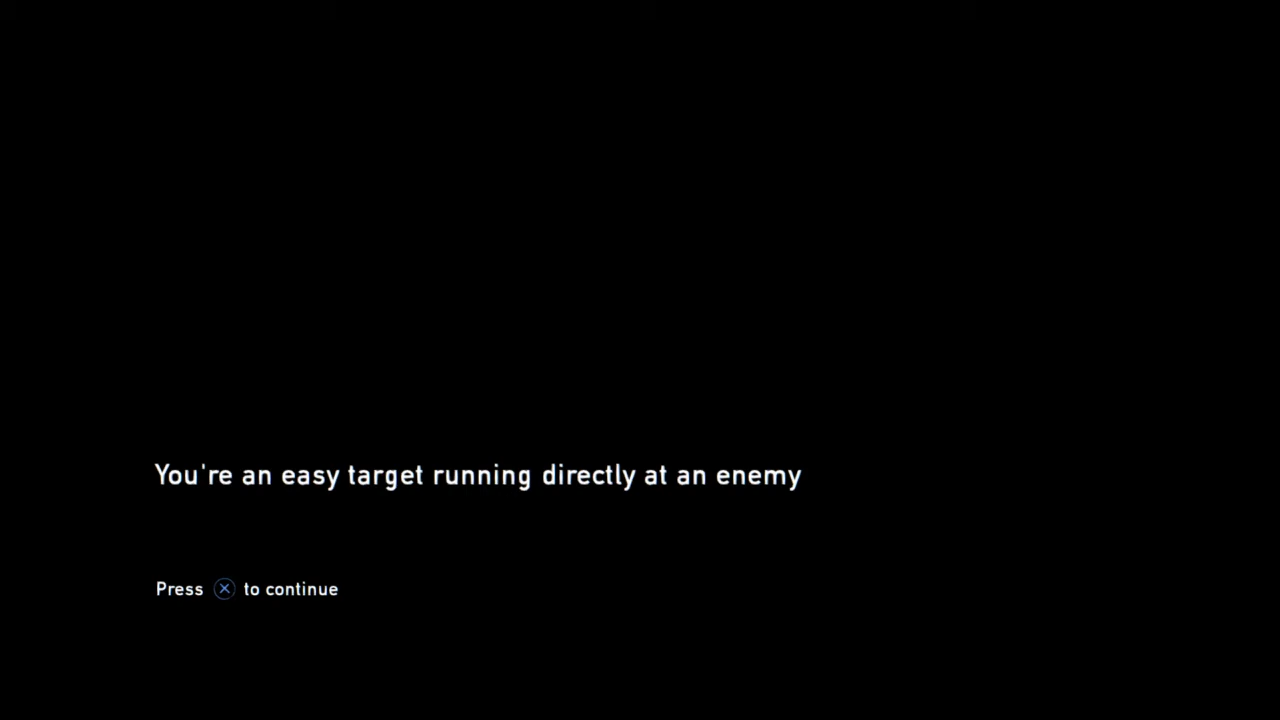 You're an easy target running directly at an enemy
Press ⓧ to continue